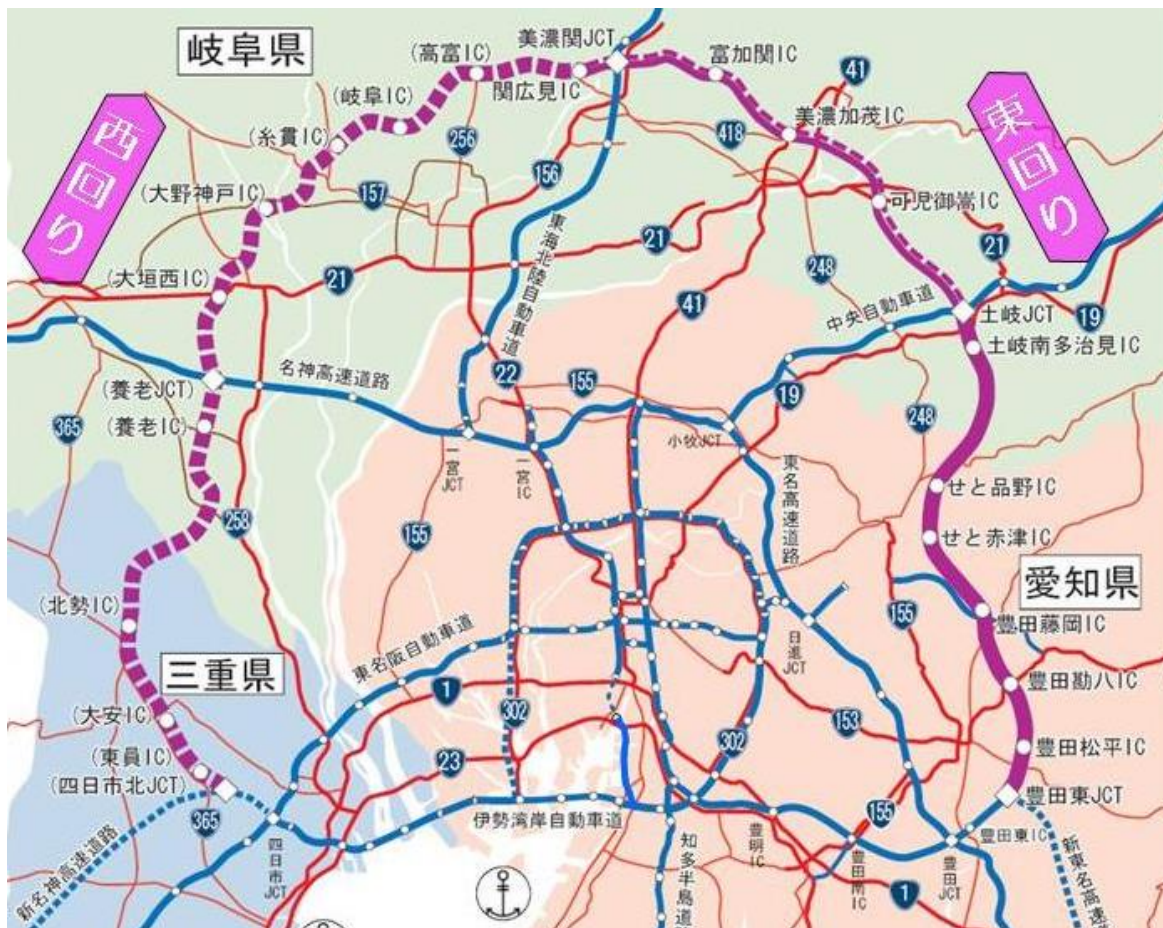 岐阜県
西回り
東回り
美濃関JCT
(高富IC)
関広見IC
富加関IC
41
(岐阜IC)
美濃加茂IC
(糸貫IC)
256
418
156
157
(大野神戸IC)
可児御嵩IC
東海北陸自動車道
21
21
(大垣西IC)
21
248
41
中央自動車道
土岐JCT
19
土岐南多治見IC
名神高速道路
(養老JCT)
22
155
19
(養老IC)
365
248
小牧JCT
一宮JCT
一宮IC
東名高速道路
せと品野IC
258
155
せと赤津IC
愛知県
(北勢IC)
155
豊田藤岡IC
東名阪自動車道
日進JCT
三重県
1
豊田勘八IC
(大安IC)
302
153
302
豊田松平IC
23
(東員IC)
(四日市北JCT)
豊田東JCT
365
155
伊勢湾岸自動車道
豊田東IC
新名神高速道路
四日市JCT
知多半島道
豊明IC
豊田南IC
豊田JCT
新東名高速
1